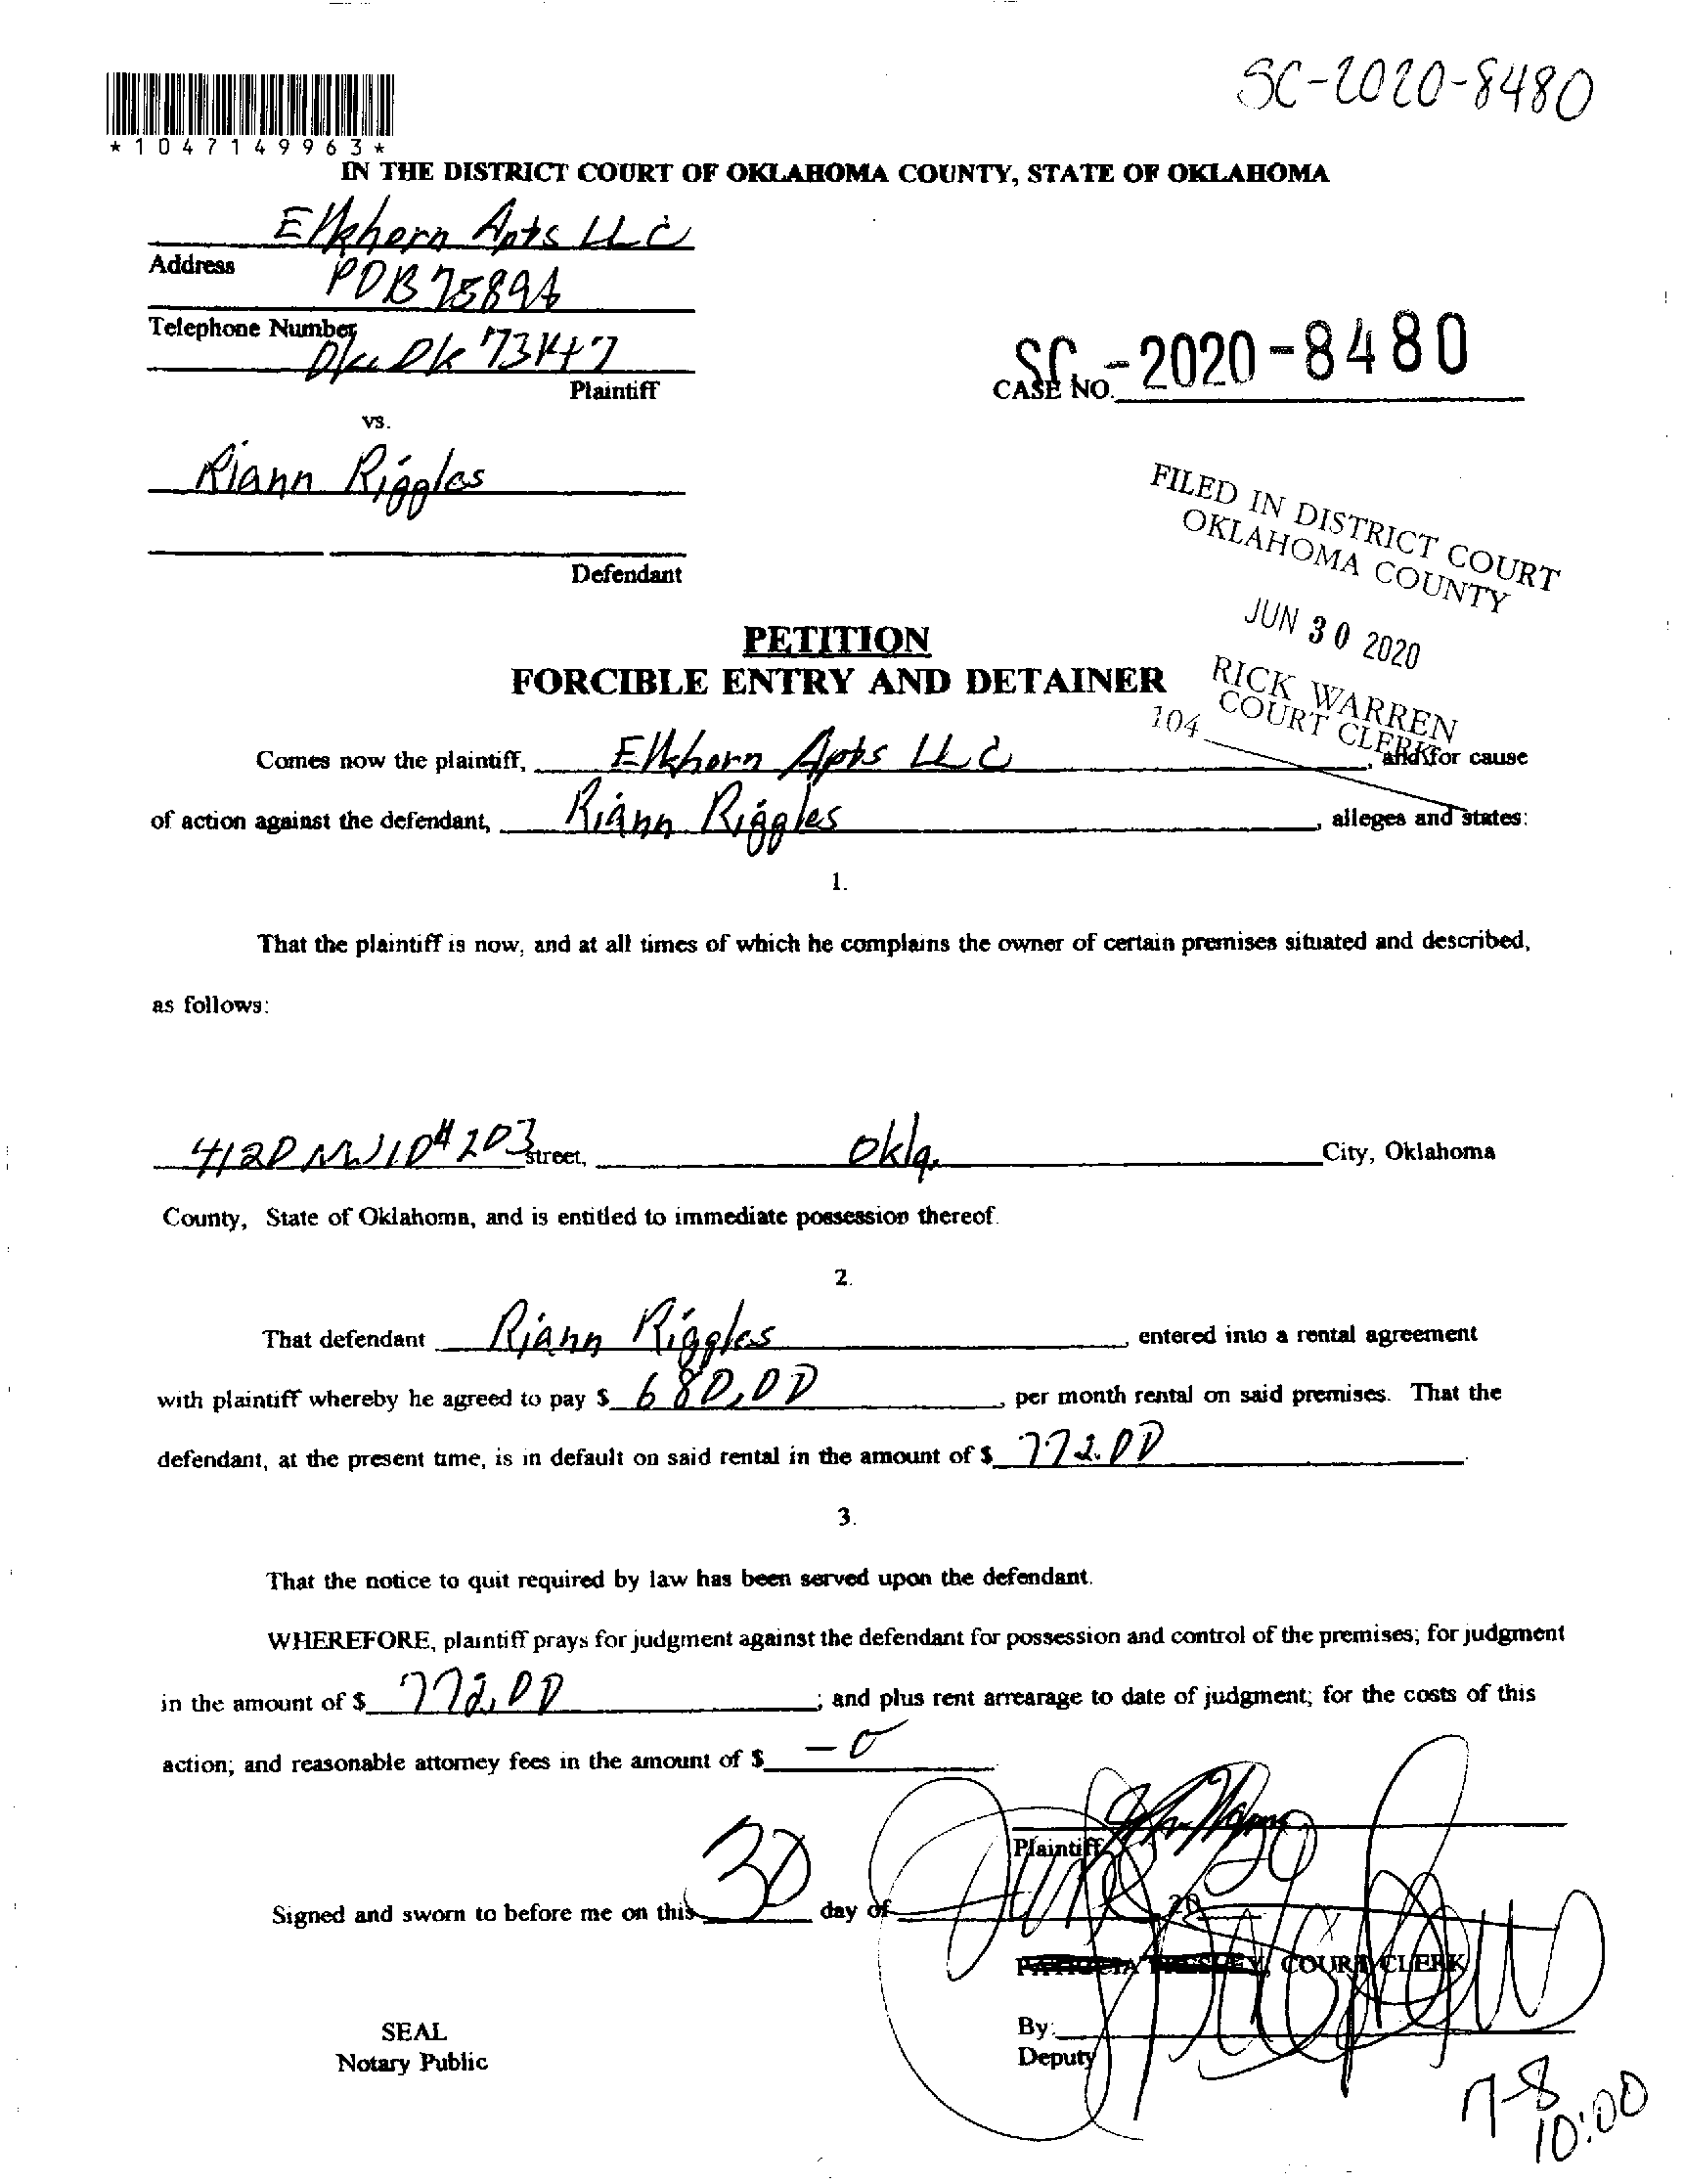 SC-2020-8480
*1047149963*
IN THE DISTRICT COURT OF OKLAHOMA COUNTY, STATE OF OKLAHOMA
Elkhorn Apts LLC
Address
POB 75894
Telephone Number
Okc Ok 73147
Plaintiff
CASE NO. SC-2020-8480
vs.
Riann Riggles
Defendant
FILED IN DISTRICT COURT
OKLAHOMA COUNTY
JUN 30 2020
RICK WARREN
COURT CLERK
104
PETITION
FORCIBLE ENTRY AND DETAINER
Comes now the plaintiff, Elkhorn Apts LLC, and for cause
of action against the defendant, Riann Riggles, alleges and states:
1.
That the plaintiff is now, and at all times of which he complains the owner of certain premises situated and described,
as follows:
4120 NW 10 #203 street, Okla. City, Oklahoma
County, State of Oklahoma, and is entitled to immediate possession thereof.
2.
That defendant Riann Riggles, entered into a rental agreement
with plaintiff whereby he agreed to pay $ 680.00, per month rental on said premises. That the
defendant, at the present time, is in default on said rental in the amount of $ 772.00.
3.
That the notice to quit required by law has been served upon the defendant.
WHEREFORE, plaintiff prays for judgment against the defendant for possession and control of the premises; for judgment
in the amount of $ 772.00; and plus rent arrearage to date of judgment; for the costs of this
action; and reasonable attorney fees in the amount of $ -0
Plaintiff
Signed and sworn to before me on this 30 day of June 20 20
PATRICIA PRESLEY, COURT CLERK
By:
Deputy
SEAL
Notary Public
7-8
10:00